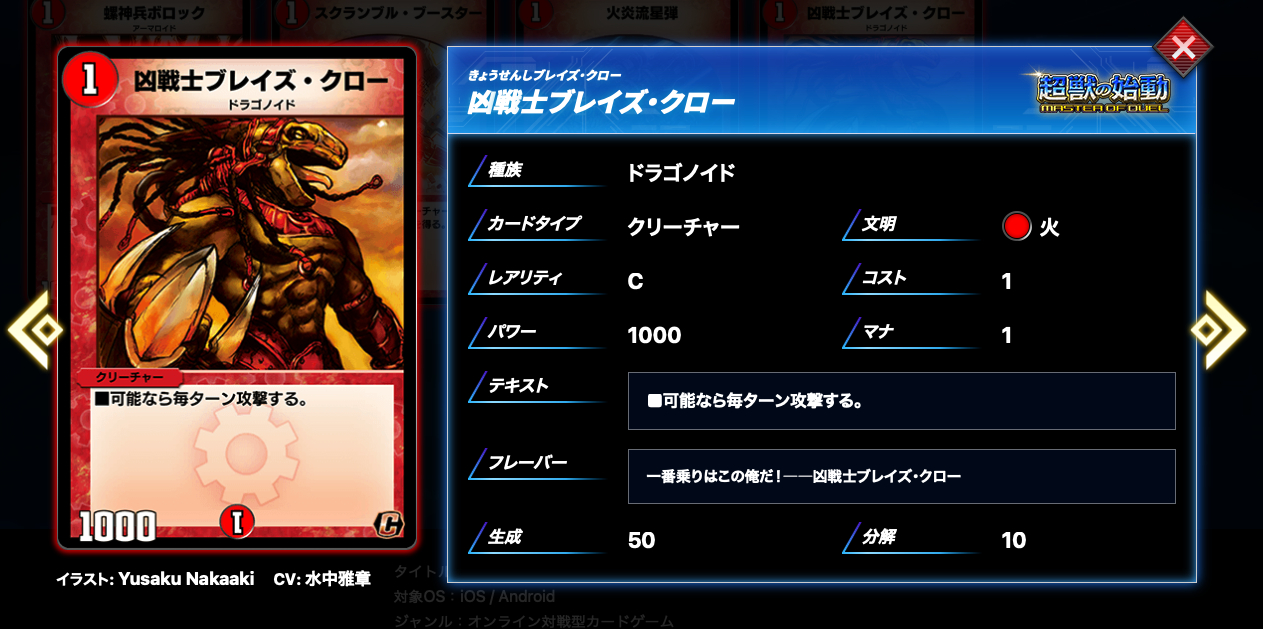 1 螺神兵ボロック
アーマロイド
1 スクランブル・ブースター
1 火炎流星弾
1 凶戦士ブレイズ・クロー
ドラゴノイド
1
凶戦士ブレイズ・クロー
ドラゴノイド
クリーチャー
■可能なら毎ターン攻撃する。
1000
1
C
イラスト: Yusaku Nakaaki CV: 水中雅章
きょうせんしブレイズ・クロー
凶戦士ブレイズ・クロー
超獣の始動
MASTER OF DUEL
種族 ドラゴノイド
カードタイプ クリーチャー 文明 火
レアリティ C コスト 1
パワー 1000 マナ 1
テキスト ■可能なら毎ターン攻撃する。
フレーバー 一番乗りはこの俺だ!――凶戦士ブレイズ・クロー
生成 50 分解 10
タイトル
対象OS:iOS / Android
ジャンル:オンライン対戦型カードゲーム